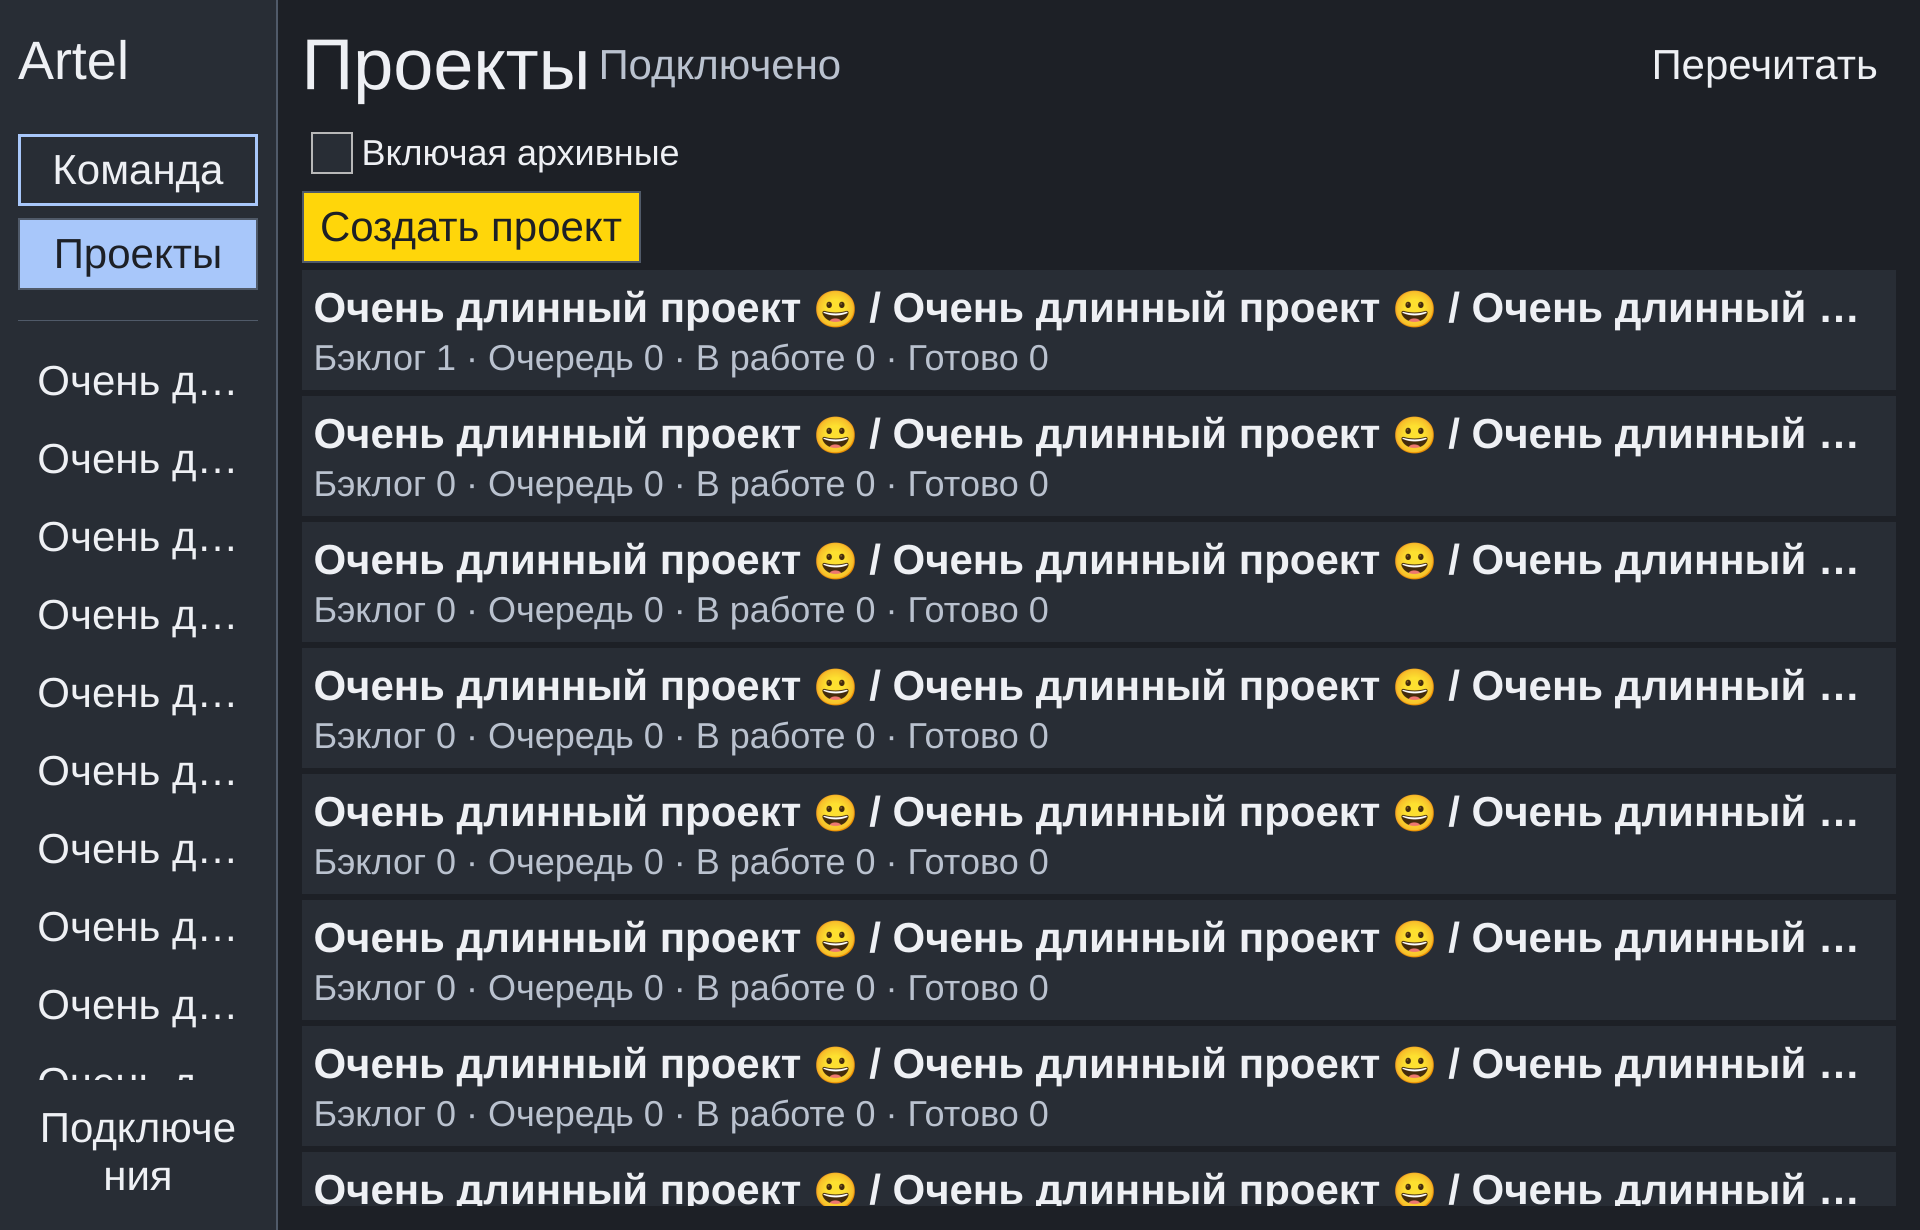 Artel
Команда
Проекты
Очень д…
Очень д…
Очень д…
Очень д…
Очень д…
Очень д…
Очень д…
Очень д…
Очень д…
Очень д…
Подключе
ния
Проекты Подключено
Перечитать
Включая архивные
Создать проект
Очень длинный проект 😀 / Очень длинный проект 😀 / Очень длинный …
Бэклог 1 · Очередь 0 · В работе 0 · Готово 0
Очень длинный проект 😀 / Очень длинный проект 😀 / Очень длинный …
Бэклог 0 · Очередь 0 · В работе 0 · Готово 0
Очень длинный проект 😀 / Очень длинный проект 😀 / Очень длинный …
Бэклог 0 · Очередь 0 · В работе 0 · Готово 0
Очень длинный проект 😀 / Очень длинный проект 😀 / Очень длинный …
Бэклог 0 · Очередь 0 · В работе 0 · Готово 0
Очень длинный проект 😀 / Очень длинный проект 😀 / Очень длинный …
Бэклог 0 · Очередь 0 · В работе 0 · Готово 0
Очень длинный проект 😀 / Очень длинный проект 😀 / Очень длинный …
Бэклог 0 · Очередь 0 · В работе 0 · Готово 0
Очень длинный проект 😀 / Очень длинный проект 😀 / Очень длинный …
Бэклог 0 · Очередь 0 · В работе 0 · Готово 0
Очень длинный проект 😀 / Очень длинный проект 😀 / Очень длинный …